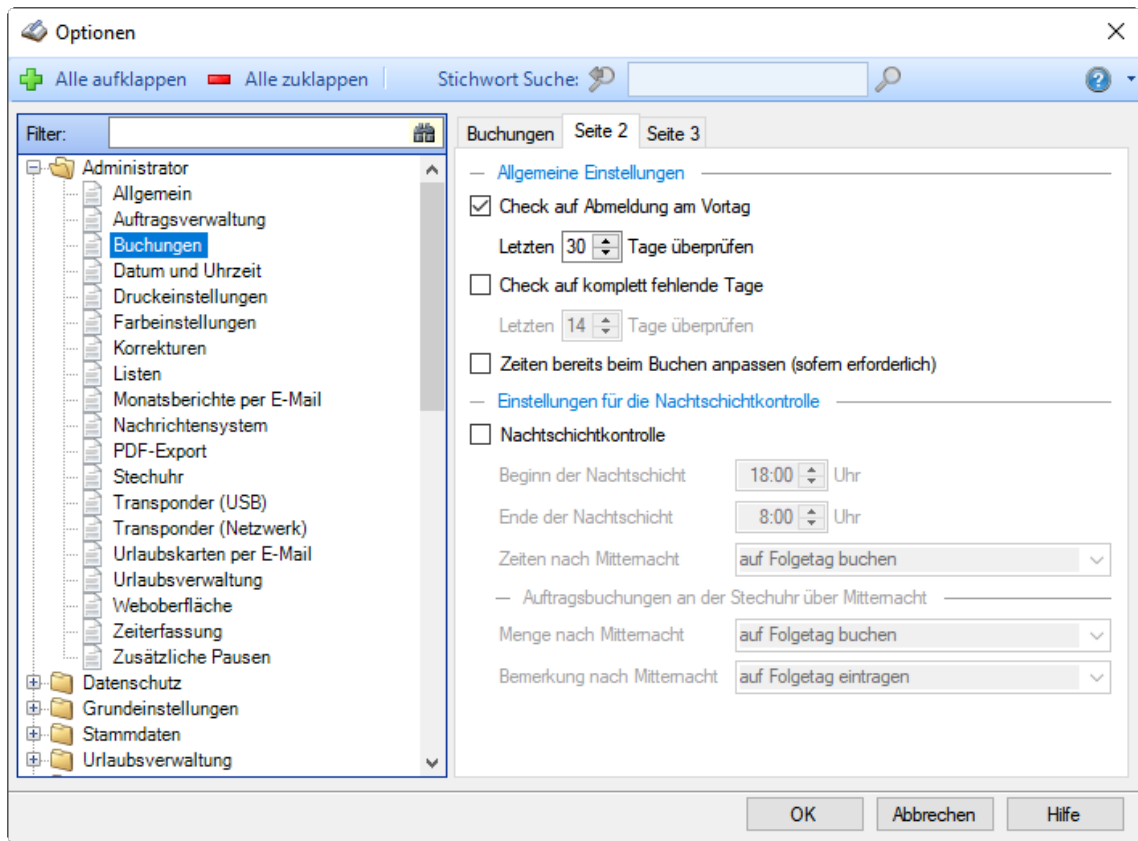 Optionen
Alle aufklappen Alle zuklappen Stichwort Suche:
Filter:
Administrator
Allgemein
Auftragsverwaltung
Buchungen
Datum und Uhrzeit
Druckeinstellungen
Farbeinstellungen
Korrekturen
Listen
Monatsberichte per E-Mail
Nachrichtensystem
PDF-Export
Stechuhr
Transponder (USB)
Transponder (Netzwerk)
Urlaubskarten per E-Mail
Urlaubsverwaltung
Weboberfläche
Zeiterfassung
Zusätzliche Pausen
Datenschutz
Grundeinstellungen
Stammdaten
Urlaubsverwaltung
Buchungen Seite 2 Seite 3
Allgemeine Einstellungen
Check auf Abmeldung am Vortag
Letzten 30 Tage überprüfen
Check auf komplett fehlende Tage
Letzten 14 Tage überprüfen
Zeiten bereits beim Buchen anpassen (sofern erforderlich)
Einstellungen für die Nachtschichtkontrolle
Nachtschichtkontrolle
Beginn der Nachtschicht 18:00 Uhr
Ende der Nachtschicht 8:00 Uhr
Zeiten nach Mitternacht auf Folgetag buchen
Auftragsbuchungen an der Stechuhr über Mitternacht
Menge nach Mitternacht auf Folgetag buchen
Bemerkung nach Mitternacht auf Folgetag eintragen
OK Abbrechen Hilfe